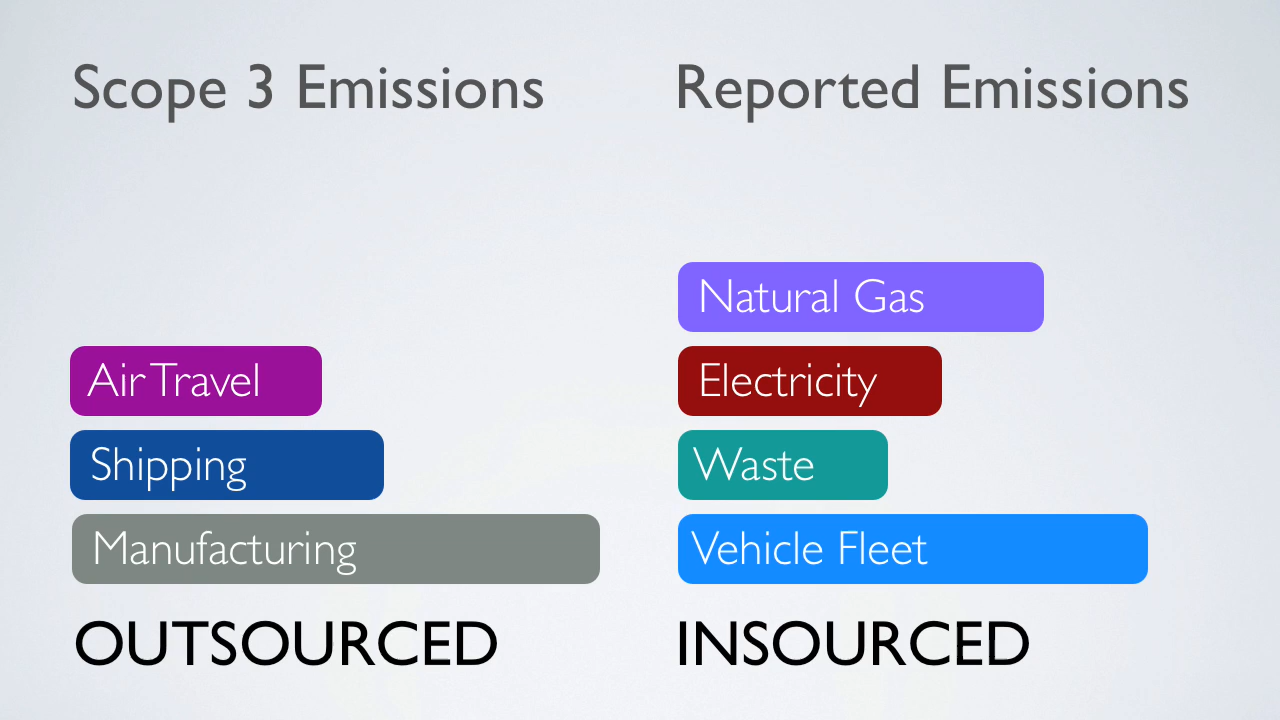 Scope 3 Emissions
Reported Emissions
Natural Gas
Air Travel
Electricity
Shipping
Waste
Manufacturing
Vehicle Fleet
OUTSOURCED
INSOURCED